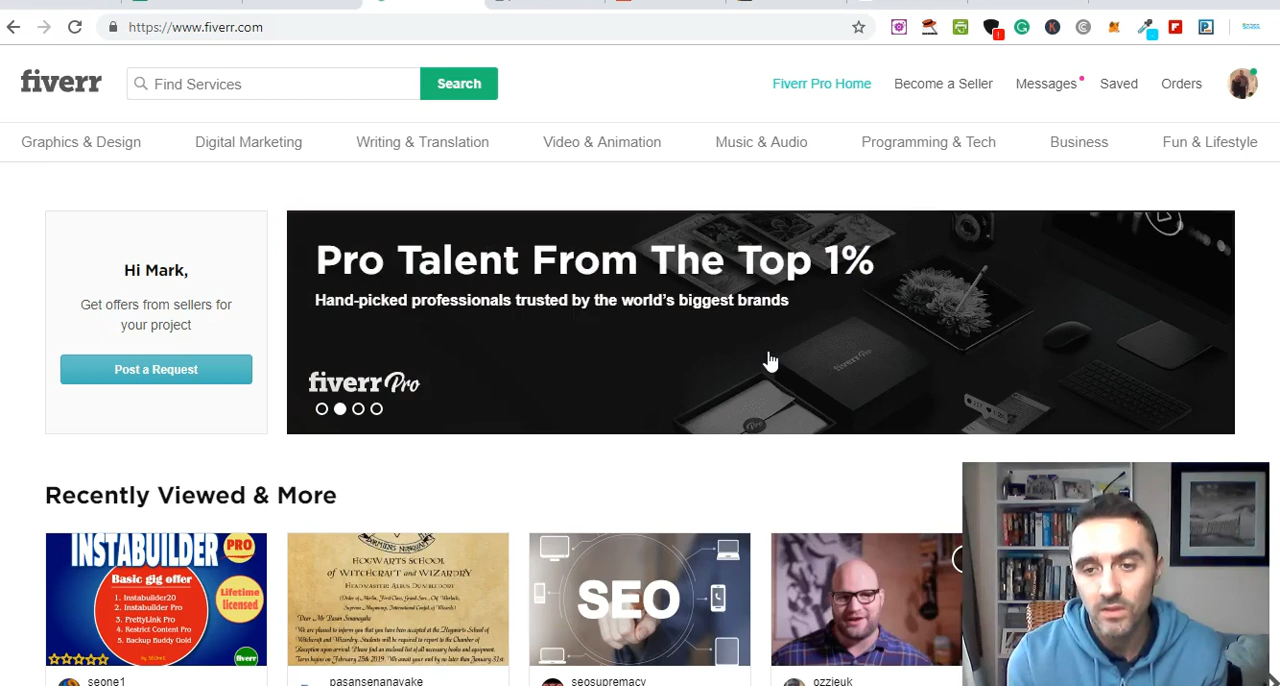 https://www.fiverr.com
fiverr
Find Services
Search
Fiverr Pro Home
Become a Seller
Messages
Saved
Orders
Graphics & Design
Digital Marketing
Writing & Translation
Video & Animation
Music & Audio
Programming & Tech
Business
Fun & Lifestyle
Hi Mark,
Get offers from sellers for
your project
Post a Request
Pro Talent From The Top 1%
Hand-picked professionals trusted by the world's biggest brands
fiverr Pro
Recently Viewed & More
INSTABUILDER
PRO
Basic gig offer
1. Instabuilder20
2. Instabuilder Pro
3. PrettyLink Pro
4. Restrict Content Pro
5. Backup Buddy Gold
Lifetime
licensed
fiverr
HOGWARTS SCHOOL
of WITCHCRAFT and WIZARDRY
SEO
seone1
pasansenanayake
seosupremacy
ozzieuk